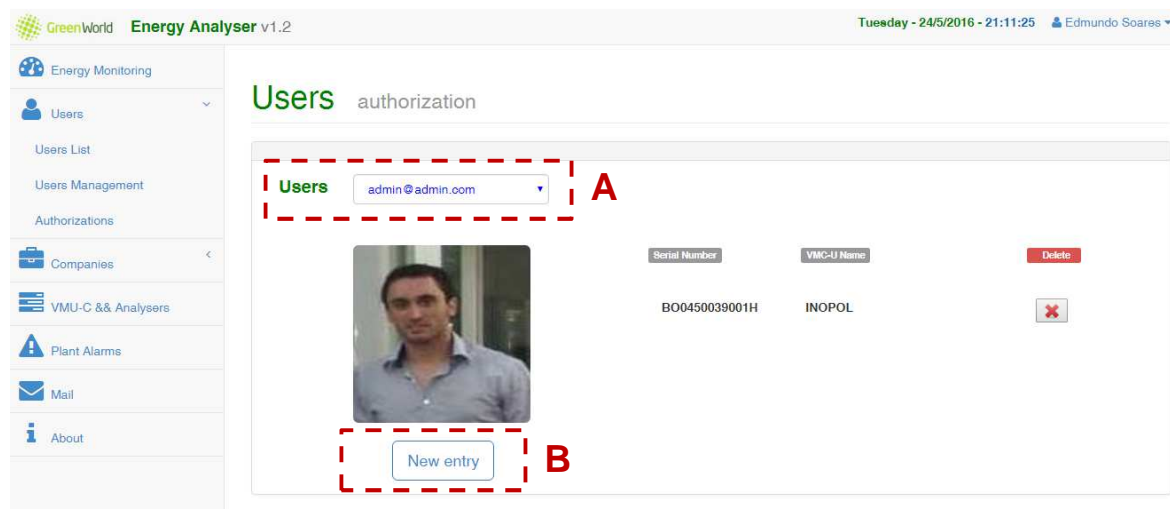 GreenWorld Energy Analyser v1.2
Tuesday - 24/5/2016 - 21:11:25 Edmundo Soares
Energy Monitoring
Users
Users List
Users Management
Authorizations
Companies
VMU-C && Analysers
Plant Alarms
Mail
About
Users authorization
Users admin@admin.com A
Serial Number VMC-U Name Delete
BO0450039001H INOPOL
New entry B